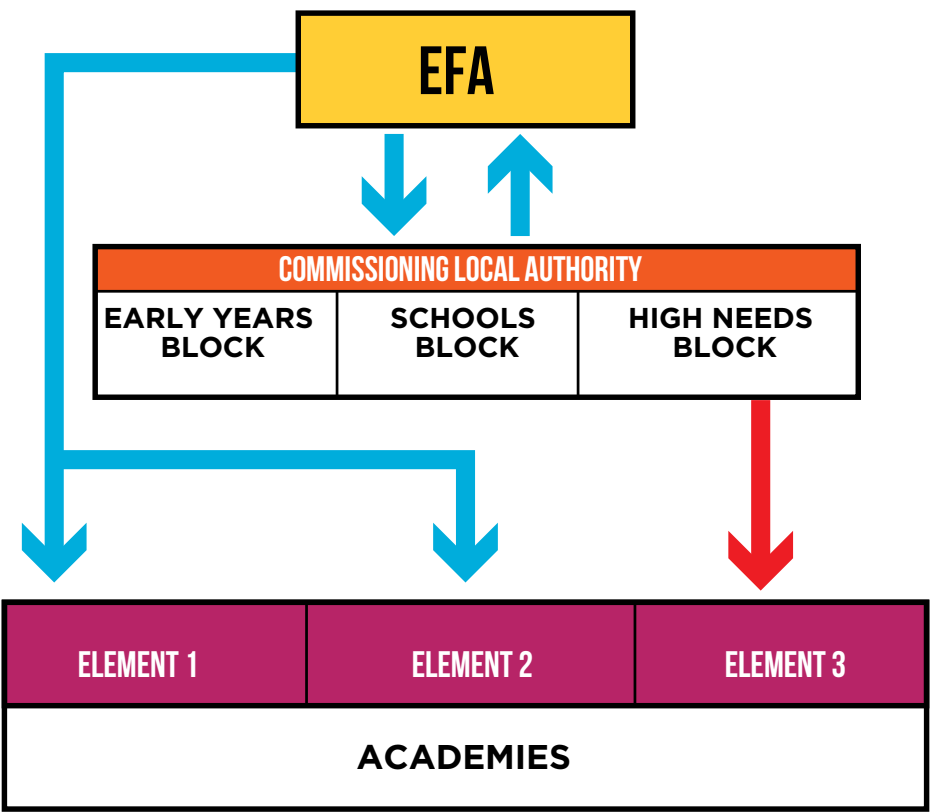 EFA
COMMISSIONING LOCAL AUTHORITY
EARLY YEARS
BLOCK
SCHOOLS
BLOCK
HIGH NEEDS
BLOCK
ELEMENT 1
ELEMENT 2
ELEMENT 3
ACADEMIES